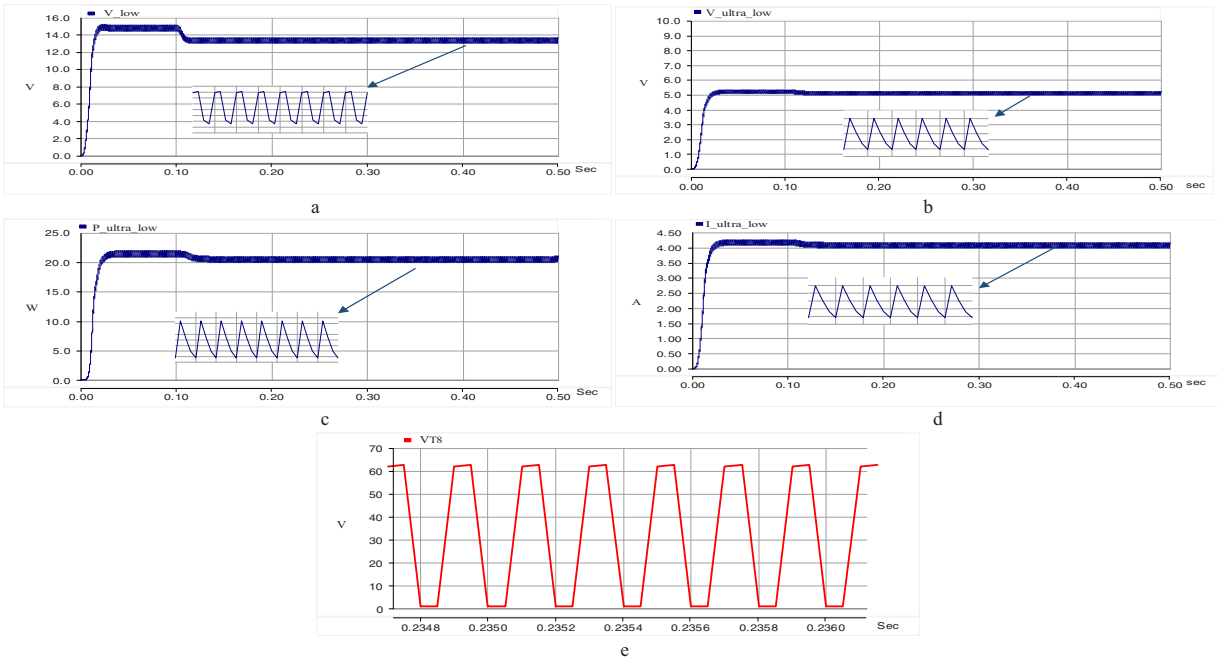 V_low
16.0
14.0
12.0
10.0
V
8.0
6.0
4.0
2.0
0.0
0.00 0.10 0.20 0.30 0.40 0.50
Sec
a
V_ultra_low
10.0
9.0
8.0
7.0
V
6.0
5.0
4.0
3.0
2.0
1.0
0.0
0.00 0.10 0.20 0.30 0.40 0.50
sec
b
P_ultra_low
25.0
20.0
15.0
W
10.0
5.0
0.0
0.00 0.10 0.20 0.30 0.40 0.50
Sec
c
I_ultra_low
4.50
4.00
3.50
3.00
2.50
A
2.00
1.50
1.00
0.50
0.00
0.00 0.10 0.20 0.30 0.40 0.50
sec
d
VT8
70
60
50
40
V
30
20
10
0
0.2348 0.2350 0.2352 0.2354 0.2356 0.2358 0.2360
Sec
e